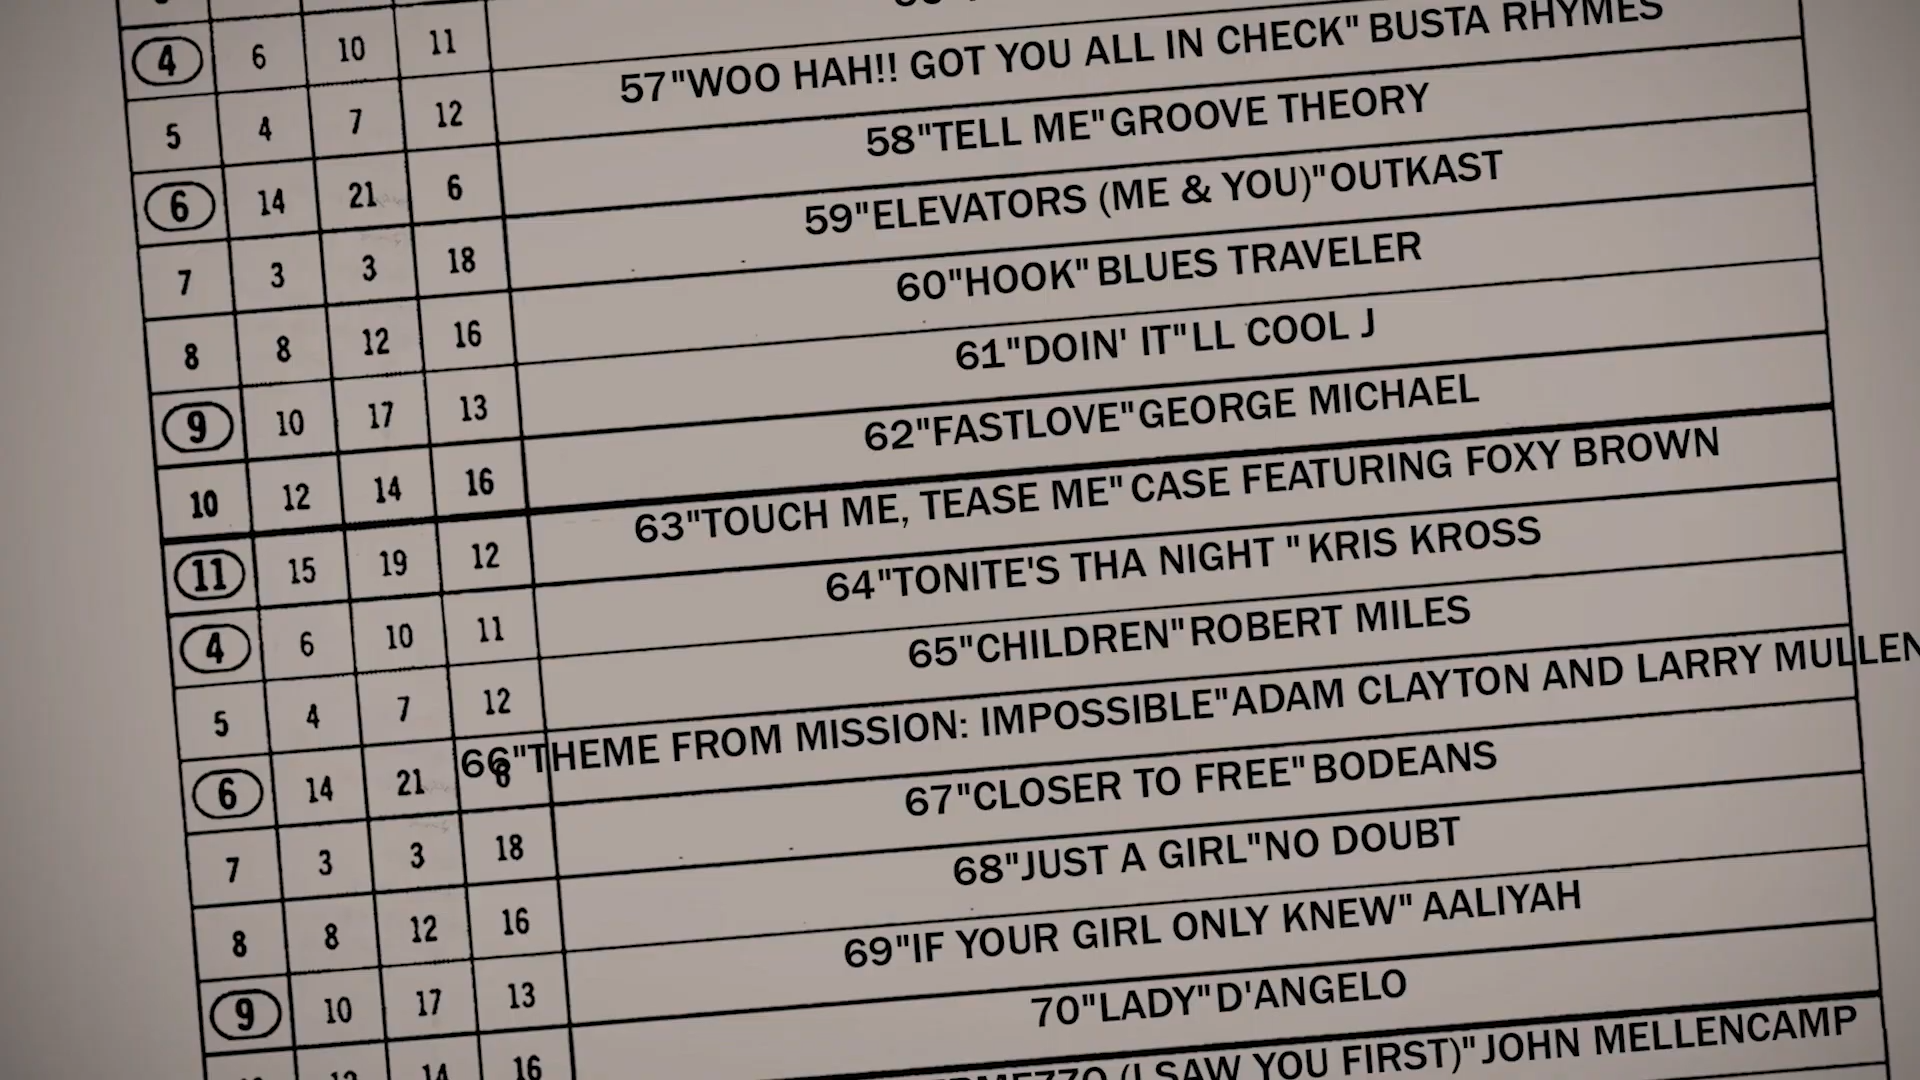 4 6 10 11
57"WOO HAH!! GOT YOU ALL IN CHECK" BUSTA RHYMES
5 4 7 12
58"TELL ME"GROOVE THEORY
6 14 21 6
59"ELEVATORS (ME & YOU)"OUTKAST
7 3 3 18
60"HOOK" BLUES TRAVELER
8 8 12 16
61"DOIN' IT"LL COOL J
9 10 17 13
62"FASTLOVE"GEORGE MICHAEL
10 12 14 16
63"TOUCH ME, TEASE ME" CASE FEATURING FOXY BROWN
11 15 19 12
64"TONITE'S THA NIGHT " KRIS KROSS
4 6 10 11
65"CHILDREN"ROBERT MILES
5 4 7 12
66"THEME FROM MISSION: IMPOSSIBLE"ADAM CLAYTON AND LARRY MULLEN
6 14 21 6
67"CLOSER TO FREE" BODEANS
7 3 3 18
68"JUST A GIRL"NO DOUBT
8 8 12 16
69"IF YOUR GIRL ONLY KNEW" AALIYAH
9 10 17 13
70"LADY"D'ANGELO
12 14 16
(I SAW YOU FIRST)"JOHN MELLENCAMP